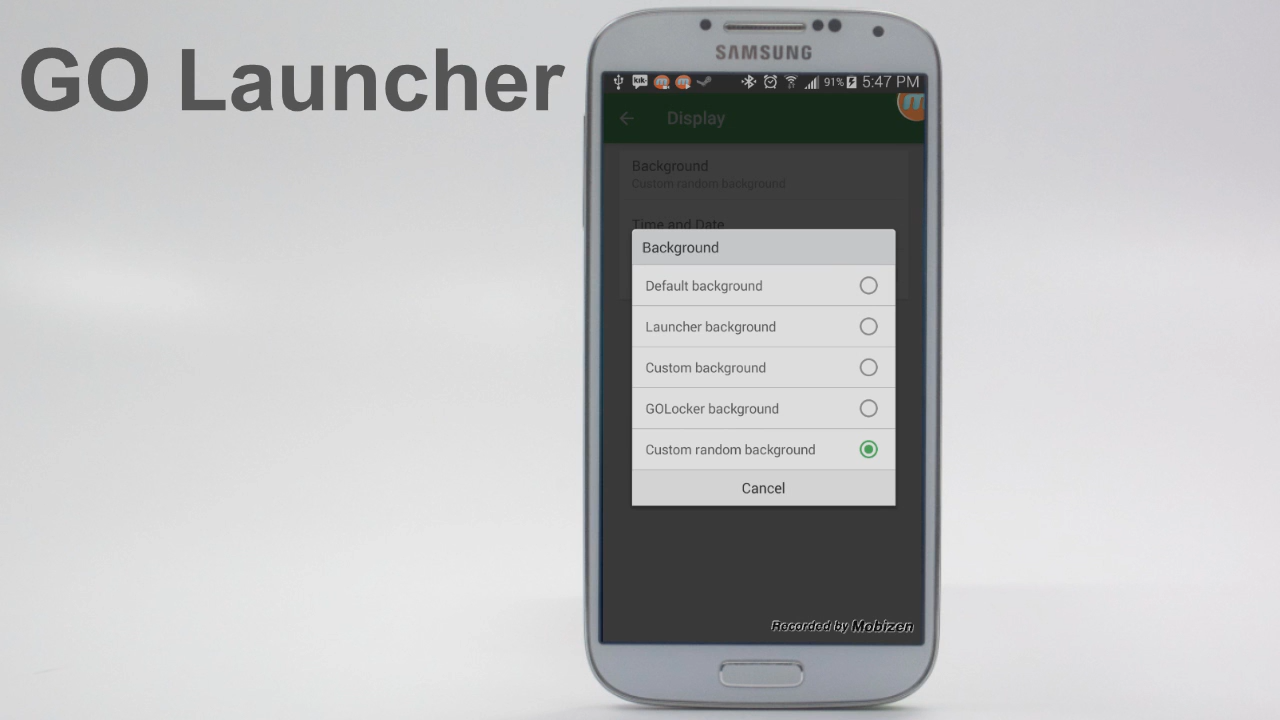 GO Launcher
SAMSUNG
kik
91% 5:47 PM
Display
m
Background
Custom random background
Time and Date
Background
Default background
Launcher background
Custom background
GOLocker background
Custom random background
Cancel
Recorded by Mobizen